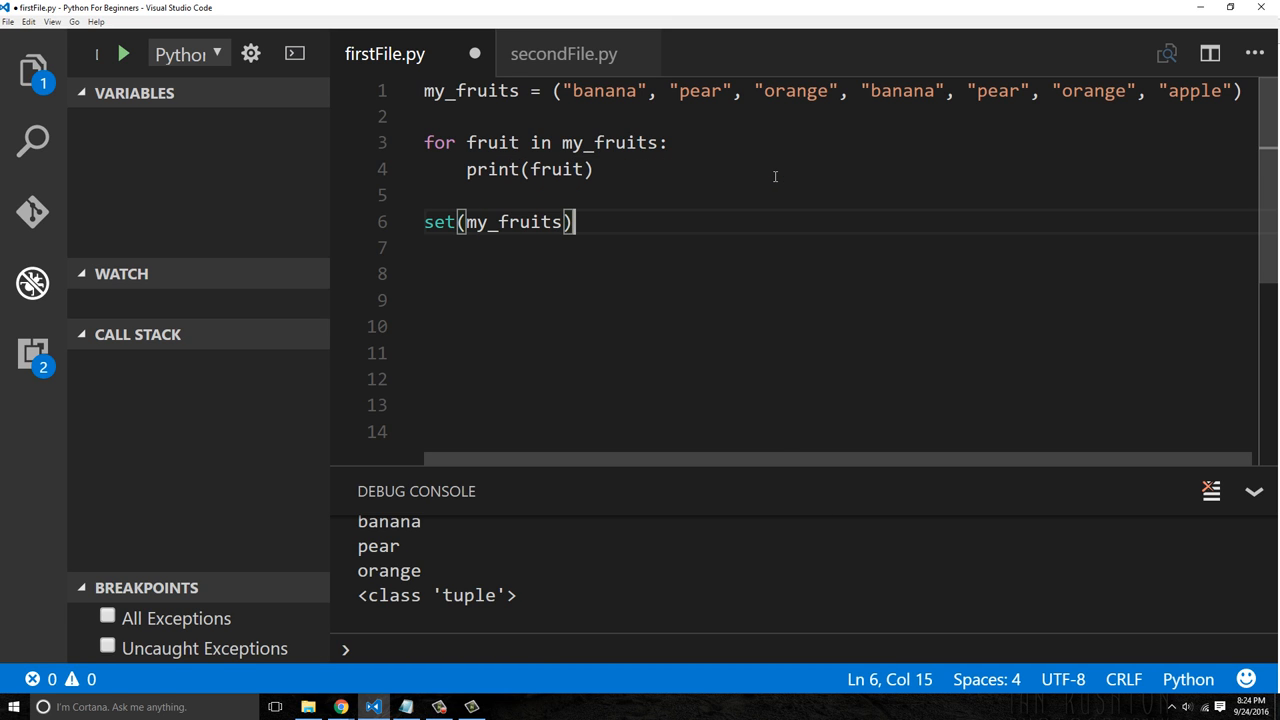 firstFile.py - Python For Beginners - Visual Studio Code
File Edit View Go Help
firstFile.py
secondFile.py
VARIABLES
WATCH
CALL STACK
BREAKPOINTS
All Exceptions
Uncaught Exceptions
1
2
1 my_fruits = ("banana", "pear", "orange", "banana", "pear", "orange", "apple")
2
3 for fruit in my_fruits:
4 print(fruit)
5
6 set(my_fruits)
7
8
9
10
11
12
13
14
DEBUG CONSOLE
banana
pear
orange
<class 'tuple'>
0 0
Ln 6, Col 15 Spaces: 4 UTF-8 CRLF Python
I'm Cortana. Ask me anything.
8:24 PM
9/24/2016